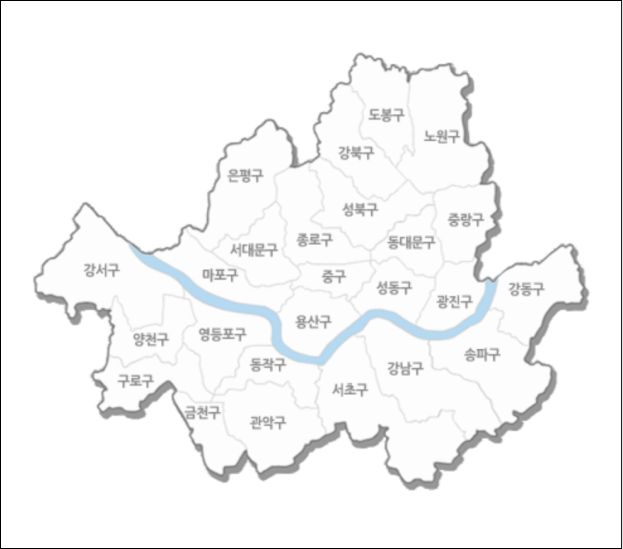 도봉구
노원구
강북구
은평구
성북구
중랑구
종로구
동대문구
서대문구
강서구
마포구
중구
성동구
광진구
강동구
용산구
양천구
영등포구
송파구
동작구
강남구
구로구
서초구
금천구
관악구